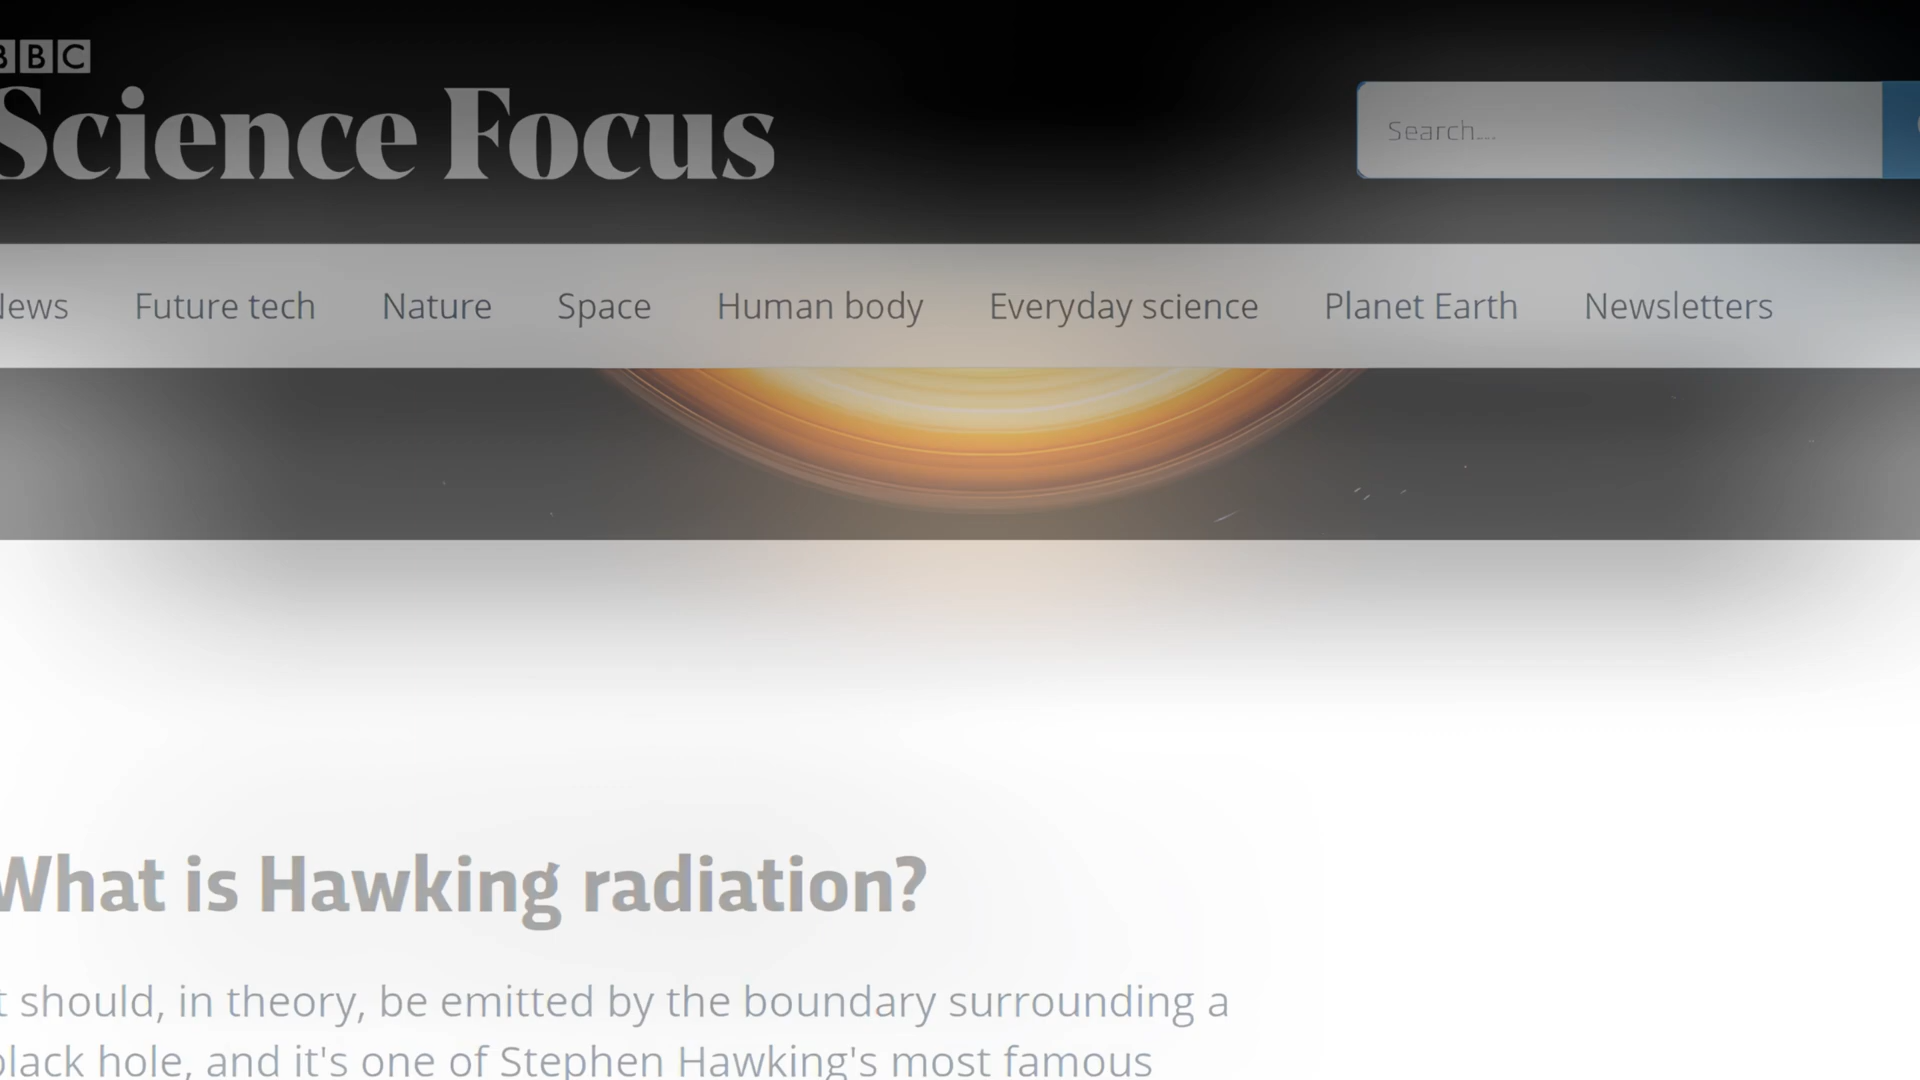 BBC
Science Focus
Search...
News Future tech Nature Space Human body Everyday science Planet Earth Newsletters
What is Hawking radiation?
t should, in theory, be emitted by the boundary surrounding a
black hole, and it's one of Stephen Hawking's most famous